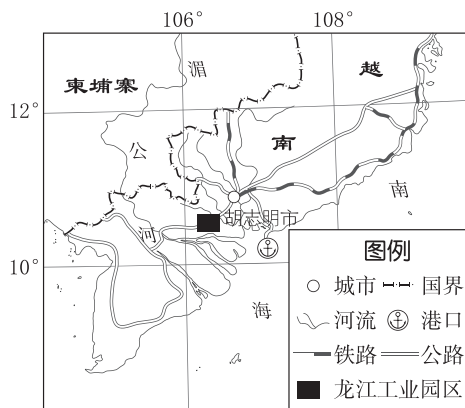 106° 108°
湄 越
柬埔寨
12°
南
公
南
胡志明市
河
10°
海
图例
城市 国界
河流 港口
铁路 公路
龙江工业园区